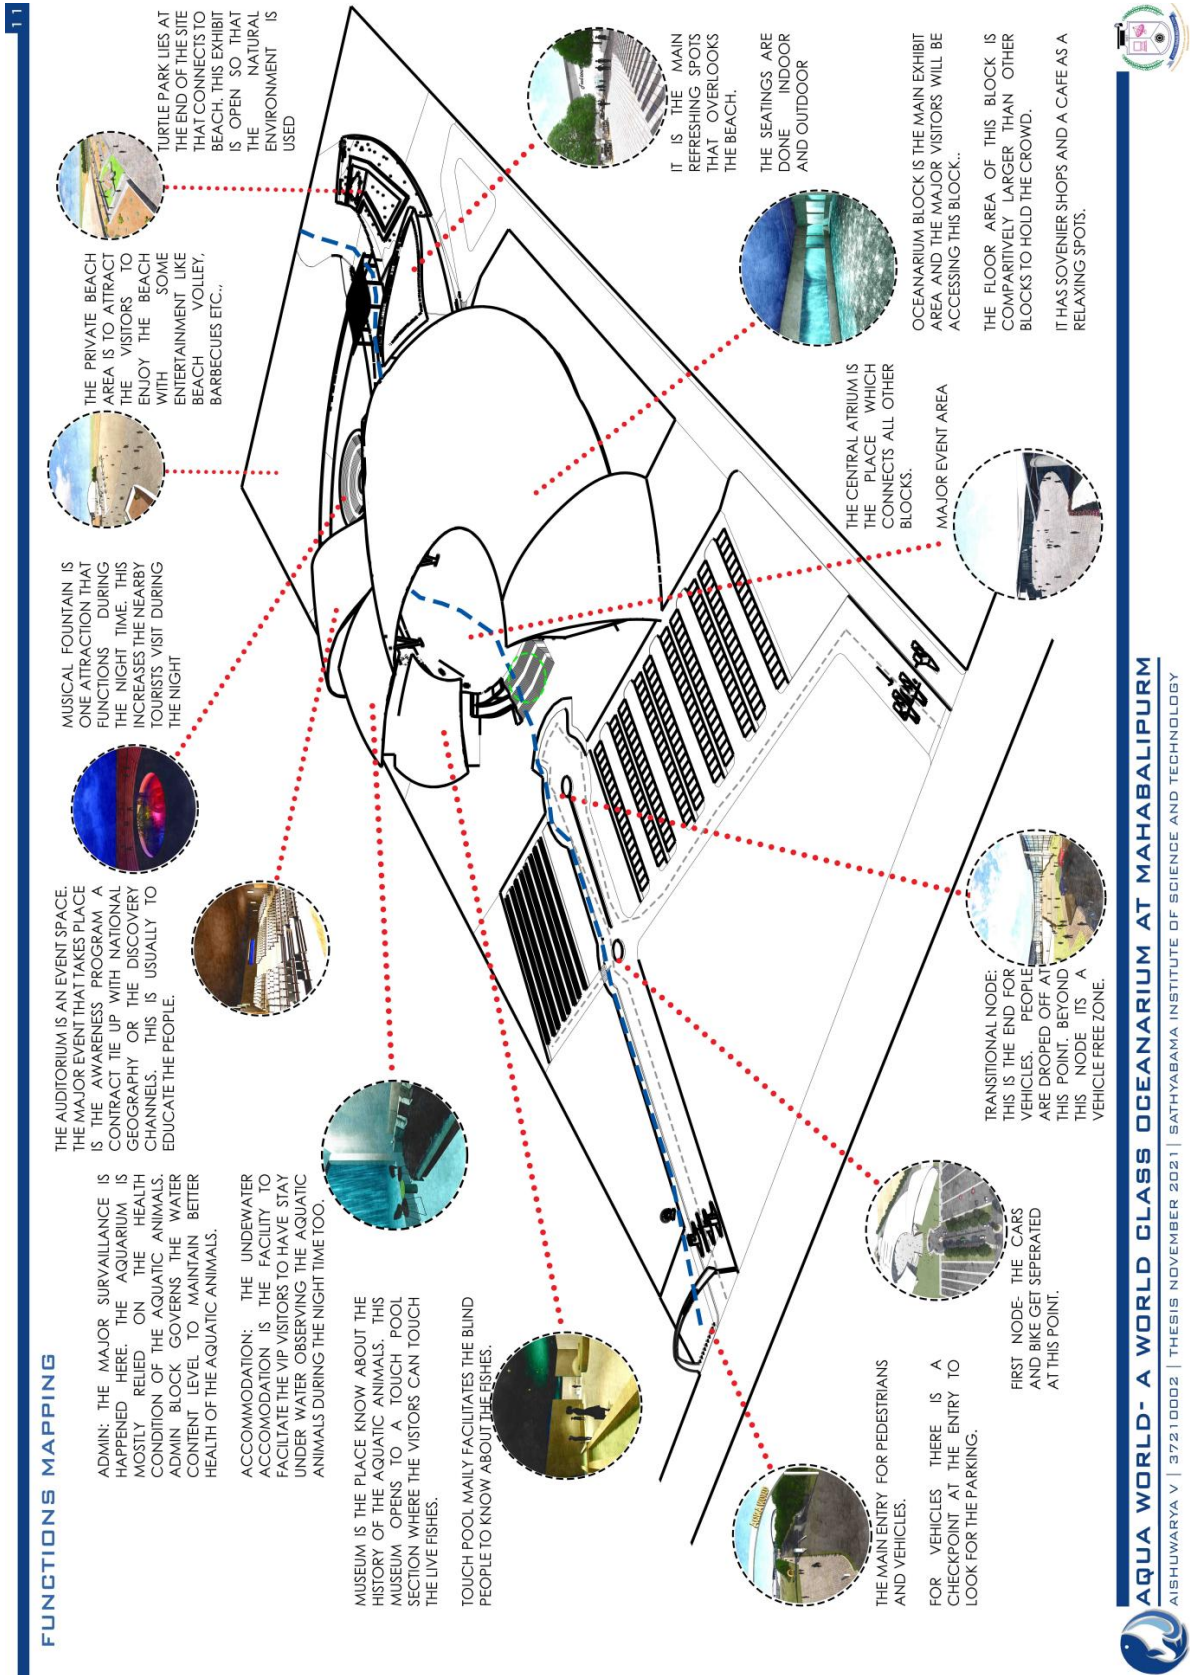 11
FUNCTIONS MAPPING
ADMIN: THE MAJOR SURVAILLANCE IS
HAPPENED HERE. THE AQUARIUM IS
MOSTLY RELIED ON THE HEALTH
CONDITION OF THE AQUATIC ANIMALS.
ADMIN BLOCK GOVERNS THE WATER
CONTENT LEVEL TO MAINTAIN BETTER
HEALTH OF THE AQUATIC ANIMALS.
ACCOMMODATION: THE UNDEWATER
ACCOMODATION IS THE FACILITY TO
FACILITATE THE VIP VISITORS TO HAVE STAY
UNDER WATER OBSERVING THE AQUATIC
ANIMALS DURING THE NIGHT TIME TOO.
THE AUDITORIUM IS AN EVENT SPACE.
THE MAJOR EVENT THAT TAKES PLACE
IS THE AWARENESS PROGRAM A
CONTRACT TIE UP WITH NATIONAL
GEOGRAPHY OR THE DISCOVERY
CHANNELS. THIS IS USUALLY TO
EDUCATE THE PEOPLE.
MUSICAL FOUNTAIN IS
ONE ATTRACTION THAT
FUNCTIONS DURING
THE NIGHT TIME. THIS
INCREASES THE NEARBY
TOURISTS VISIT DURING
THE NIGHT
THE PRIVATE BEACH
AREA IS TO ATTRACT
THE VISITORS TO
ENJOY THE BEACH
WITH SOME
ENTERTAINMENT LIKE
BEACH VOLLEY,
BARBECUES ETC.,
TURTLE PARK LIES AT
THE END OF THE SITE
THAT CONNECTS TO
BEACH. THIS EXHIBIT
IS OPEN SO THAT
THE NATURAL
ENVIRONMENT IS
USED
MUSEUM IS THE PLACE KNOW ABOUT THE
HISTORY OF THE AQUATIC ANIMALS. THIS
MUSEUM OPENS TO A TOUCH POOL
SECTION WHERE THE VISTORS CAN TOUCH
THE LIVE FISHES.
TOUCH POOL MAILY FACILITATES THE BLIND
PEOPLE TO KNOW ABOUT THE FISHES.
IT IS THE MAIN
REFRESHING SPOTS
THAT OVERLOOKS
THE BEACH.
THE SEATINGS ARE
DONE INDOOR
AND OUTDOOR
AQUA WORLD
THE MAIN ENTRY FOR PEDESTRIANS
AND VEHICLES.
FOR VEHICLES THERE IS A
CHECKPOINT AT THE ENTRY TO
LOOK FOR THE PARKING.
FIRST NODE- THE CARS
AND BIKE GET SEPERATED
AT THIS POINT.
TRANSITIONAL NODE:
THIS IS THE END FOR
VEHICLES. PEOPLE
ARE DROPED OFF AT
THIS POINT. BEYOND
THIS NODE ITS A
VEHICLE FREE ZONE.
THE CENTRAL ATRIUM IS
THE PLACE WHICH
CONNECTS ALL OTHER
BLOCKS.
MAJOR EVENT AREA
OCEANARIUM BLOCK IS THE MAIN EXHIBIT
AREA AND THE MAJOR VISITORS WILL BE
ACCESSING THIS BLOCK..
THE FLOOR AREA OF THIS BLOCK IS
COMPARITIVELY LARGER THAN OTHER
BLOCKS TO HOLD THE CROWD.
IT HAS SOVENIER SHOPS AND A CAFE AS A
RELAXING SPOTS.
AQUA WORLD- A WORLD CLASS OCEANARIUM AT MAHABALIPURM
AISHUWARYA V | 37210002 | THESIS NOVEMBER 2021| SATHYABAMA INSTITUTE OF SCIENCE AND TECHNOLOGY